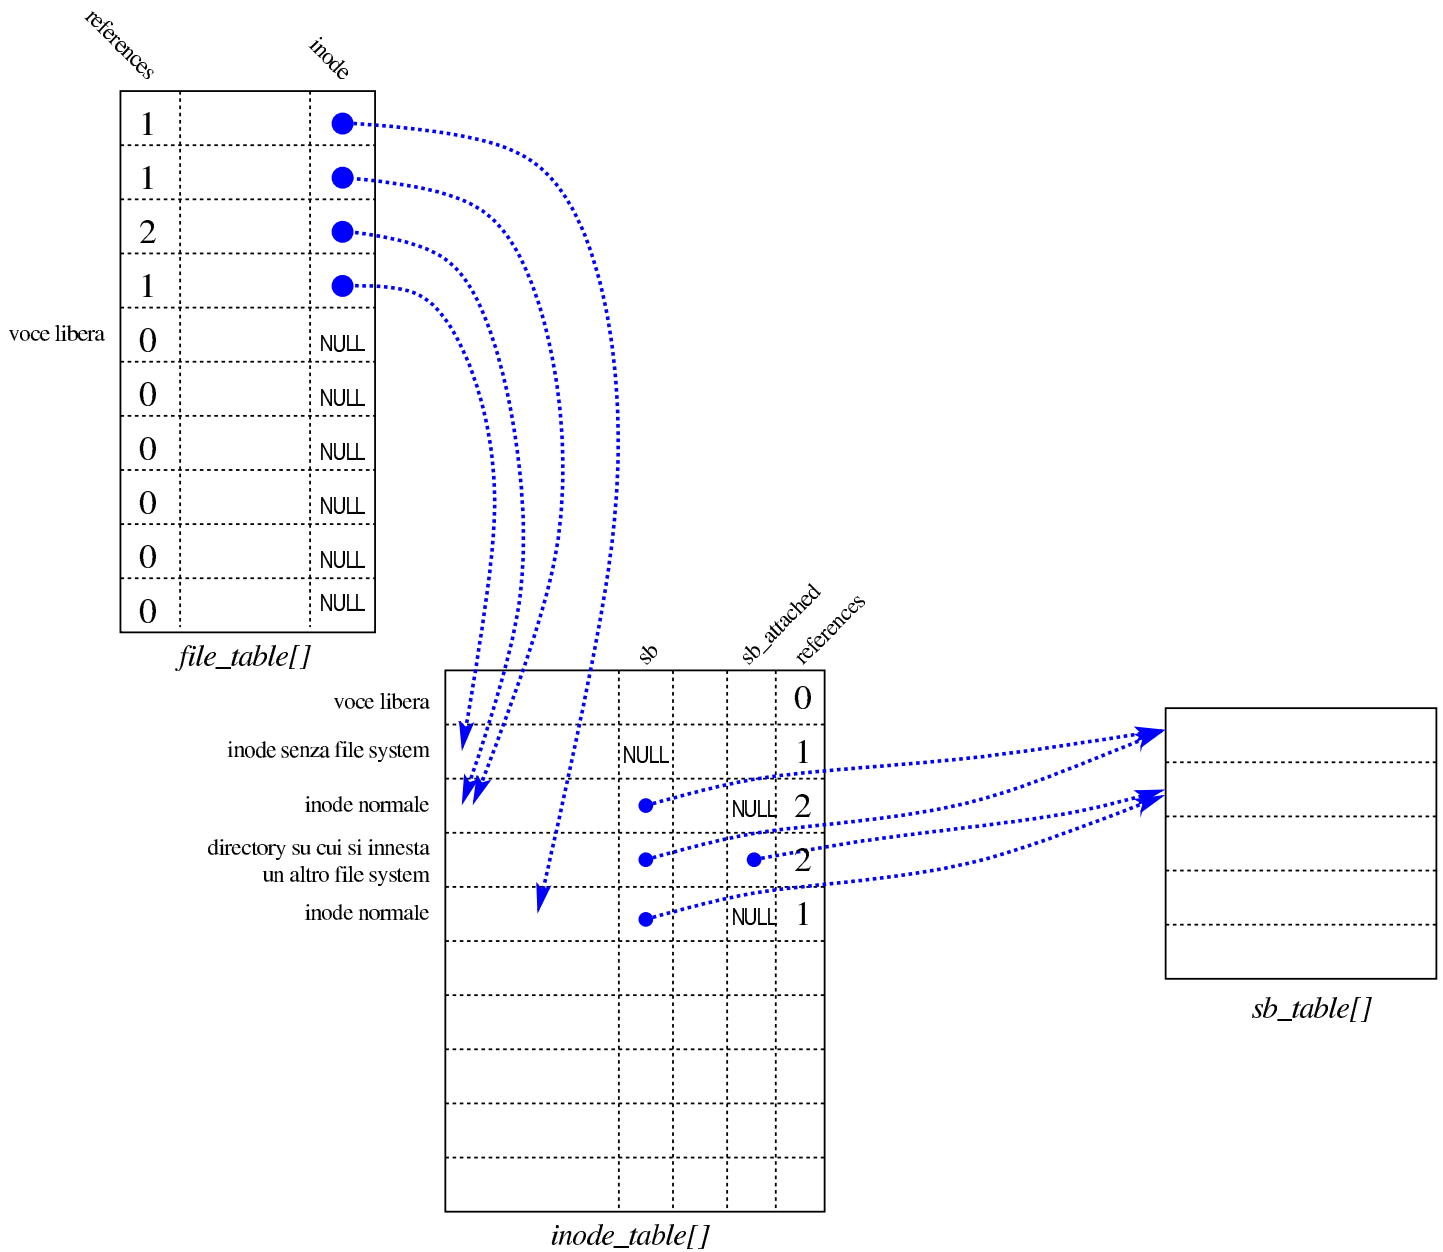 references inode
1
1
2
1
voce libera 0 NULL
0 NULL
0 NULL
0 NULL
0 NULL
0 NULL
file_table[]
sb sb_attached references
voce libera 0
inode senza file system NULL 1
inode normale NULL 2
directory su cui si innesta
un altro file system 2
inode normale NULL 1
sb_table[]
inode_table[]